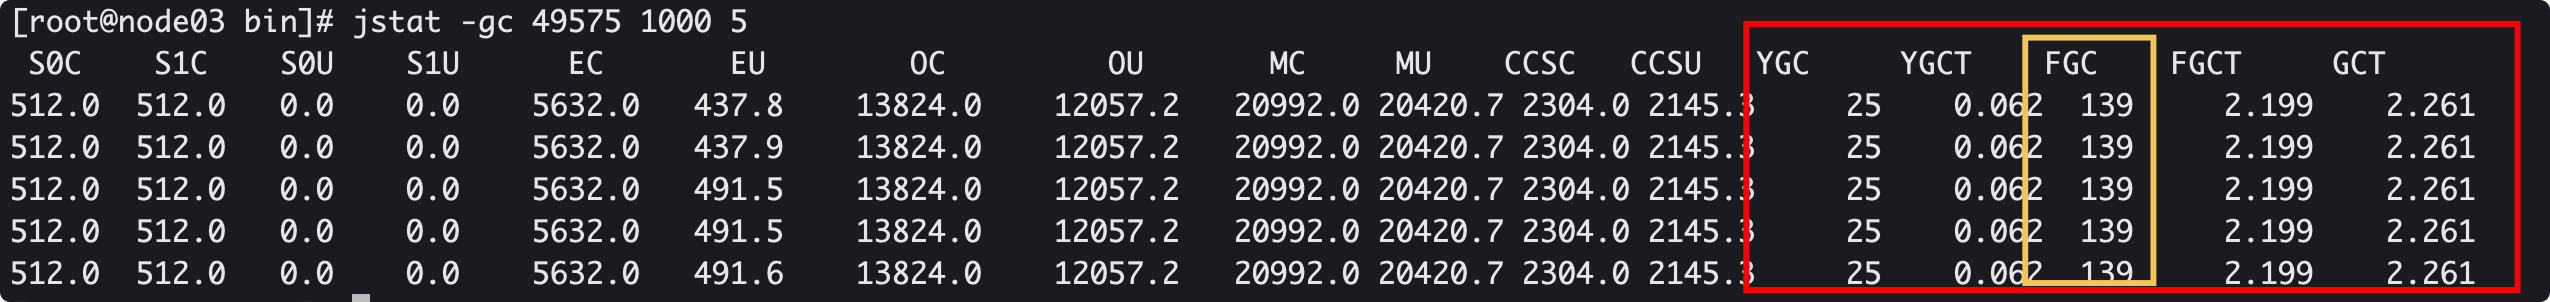 [root@node03 bin]# jstat -gc 49575 1000 5
S0C S1C S0U S1U EC EU OC OU MC MU CCSC CCSU YGC YGCT FGC FGCT GCT
512.0 512.0 0.0 0.0 5632.0 437.8 13824.0 12057.2 20992.0 20420.7 2304.0 2145.3 25 0.062 139 2.199 2.261
512.0 512.0 0.0 0.0 5632.0 437.9 13824.0 12057.2 20992.0 20420.7 2304.0 2145.3 25 0.062 139 2.199 2.261
512.0 512.0 0.0 0.0 5632.0 491.5 13824.0 12057.2 20992.0 20420.7 2304.0 2145.3 25 0.062 139 2.199 2.261
512.0 512.0 0.0 0.0 5632.0 491.5 13824.0 12057.2 20992.0 20420.7 2304.0 2145.3 25 0.062 139 2.199 2.261
512.0 512.0 0.0 0.0 5632.0 491.6 13824.0 12057.2 20992.0 20420.7 2304.0 2145.3 25 0.062 139 2.199 2.261